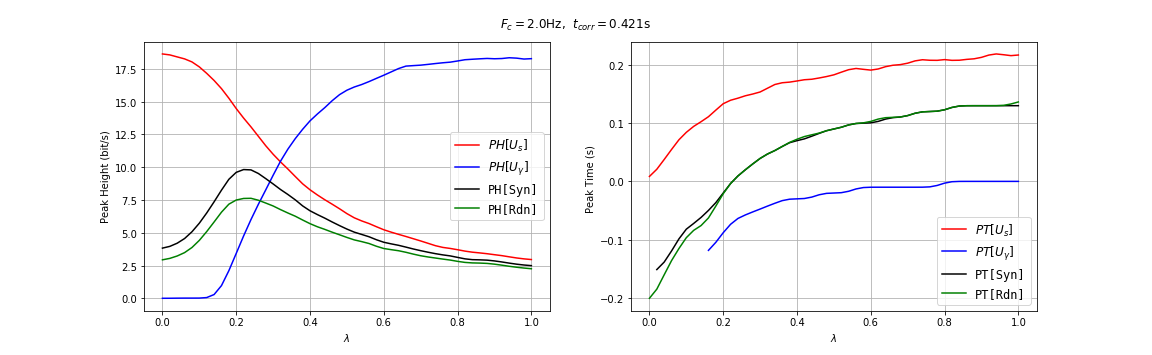 F_c = 2.0Hz, t_corr = 0.421s
Peak Height (bit/s)
17.5
15.0
12.5
10.0
7.5
5.0
2.5
0.0
0.0 0.2 0.4 0.6 0.8 1.0
λ
PH[U_s]
PH[U_γ]
PH[Syn]
PH[Rdn]
Peak Time (s)
0.2
0.1
0.0
−0.1
−0.2
0.0 0.2 0.4 0.6 0.8 1.0
λ
PT[U_s]
PT[U_γ]
PT[Syn]
PT[Rdn]